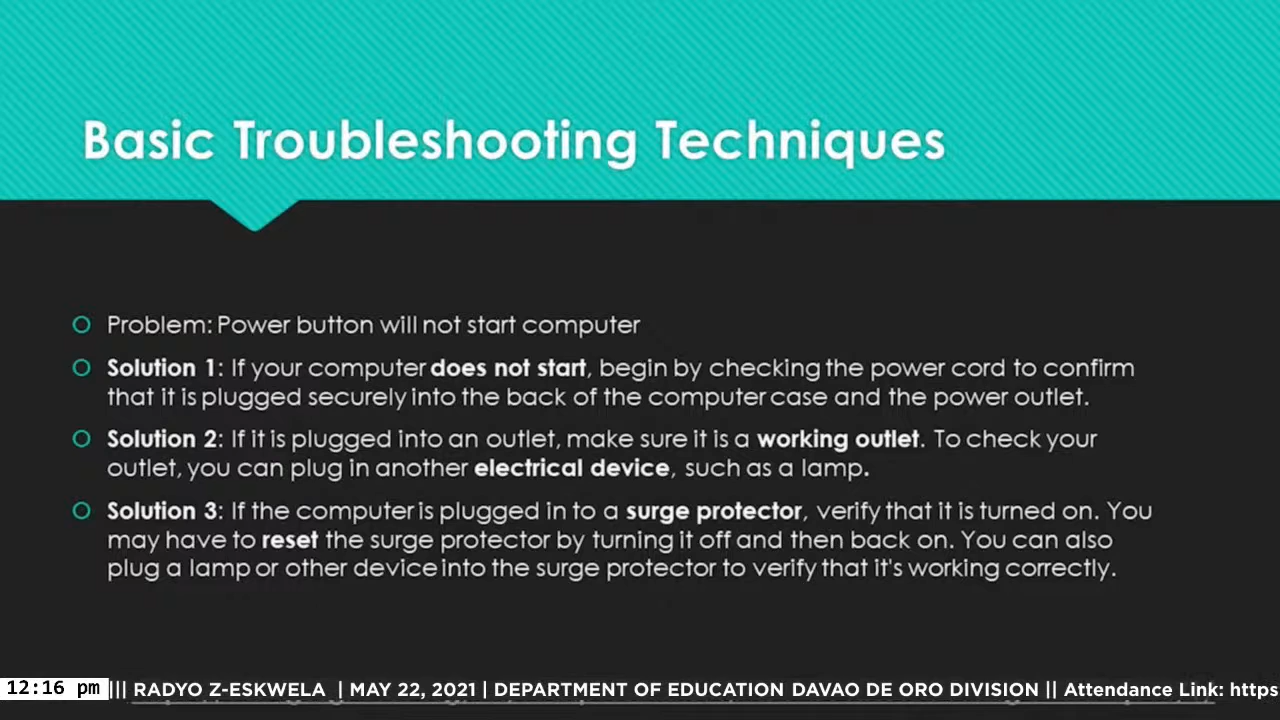 Basic Troubleshooting Techniques
Problem: Power button will not start computer
Solution 1: If your computer does not start, begin by checking the power cord to confirm
that it is plugged securely into the back of the computer case and the power outlet.
Solution 2: If it is plugged into an outlet, make sure it is a working outlet. To check your
outlet, you can plug in another electrical device, such as a lamp.
Solution 3: If the computer is plugged in to a surge protector, verify that it is turned on. You
may have to reset the surge protector by turning it off and then back on. You can also
plug a lamp or other device into the surge protector to verify that it's working correctly.
12:16 pm ||| RADYO Z-ESKWELA | MAY 22, 2021 | DEPARTMENT OF EDUCATION DAVAO DE ORO DIVISION || Attendance Link: https